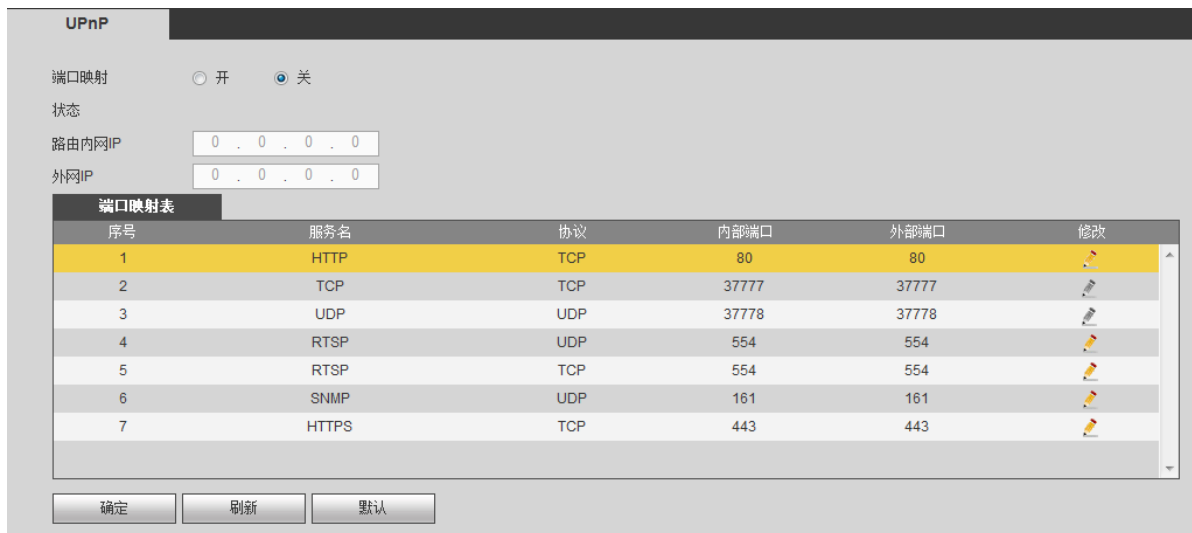 UPnP
端口映射 开 关
状态
路由内网IP 0 . 0 . 0 . 0
外网IP 0 . 0 . 0 . 0
端口映射表
序号 服务名 协议 内部端口 外部端口 修改
1 HTTP TCP 80 80
2 TCP TCP 37777 37777
3 UDP UDP 37778 37778
4 RTSP UDP 554 554
5 RTSP TCP 554 554
6 SNMP UDP 161 161
7 HTTPS TCP 443 443
确定 刷新 默认